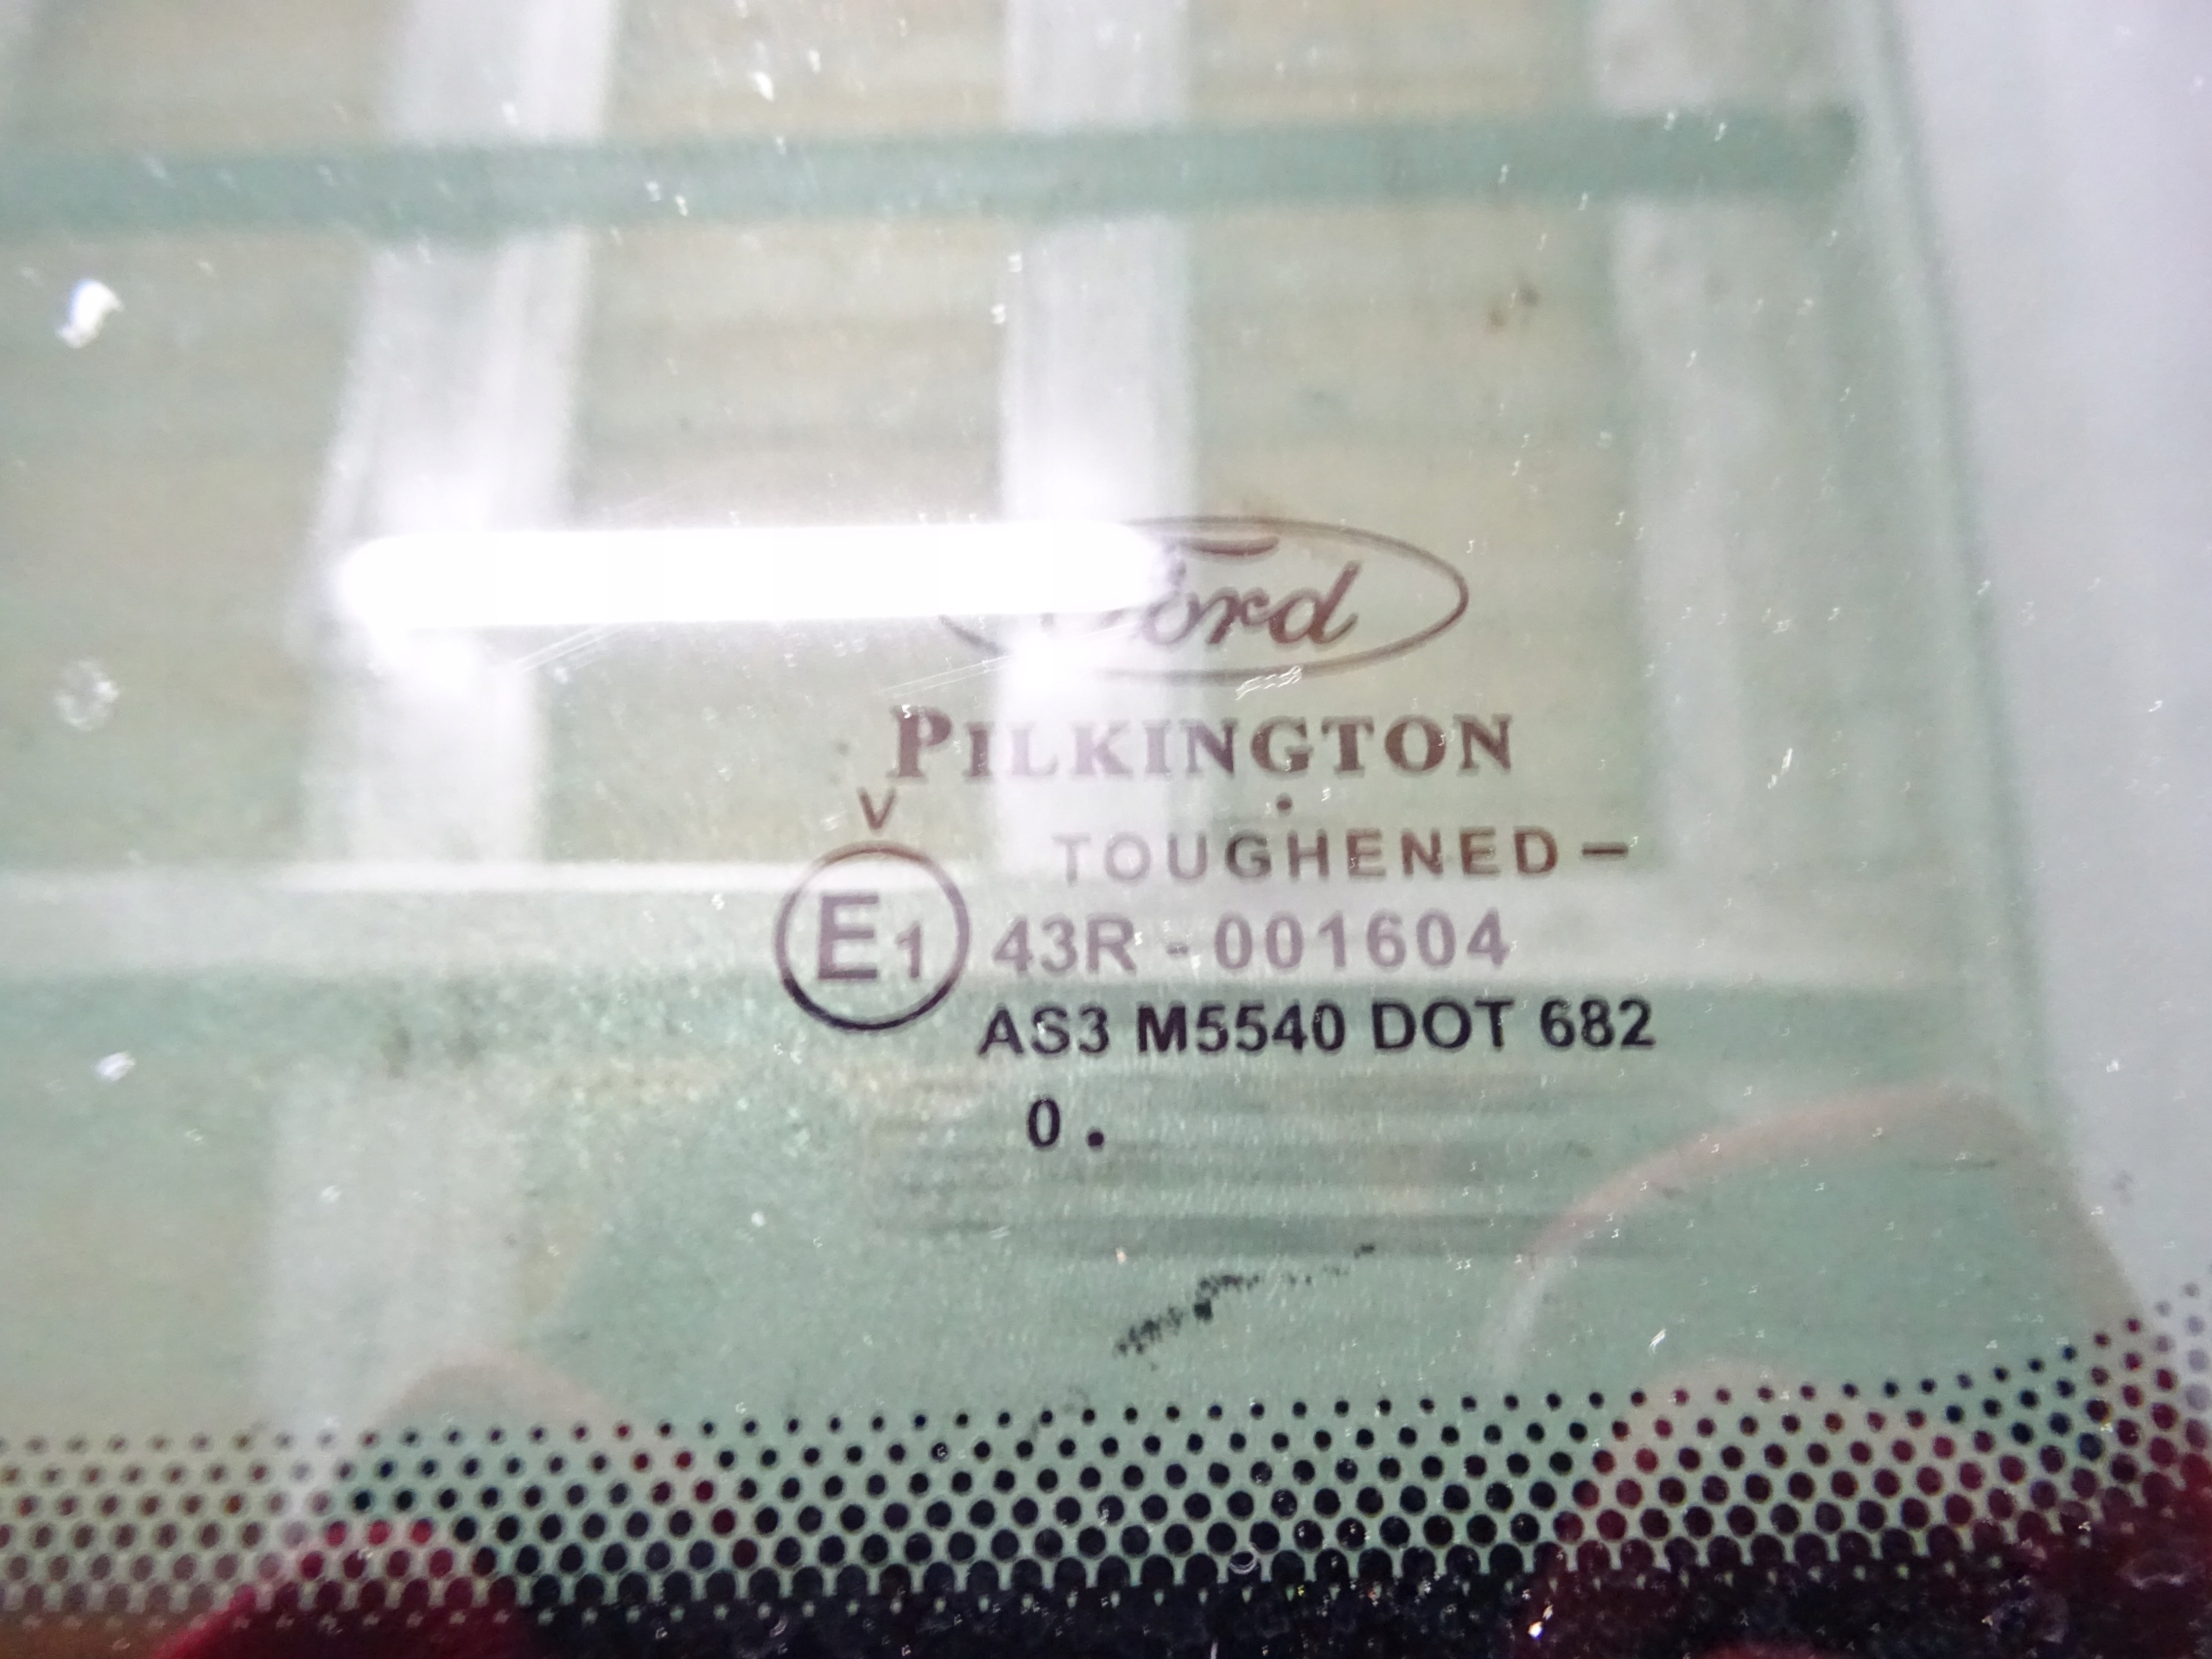 Ford
PILKINGTON
V
.
TOUGHENED –
E1 43R - 001604
AS3 M5540 DOT 682
0 .